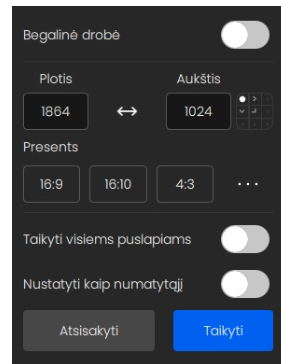 Begalinė drobė
Plotis Aukštis
1864 1024
Presents
16:9 16:10 4:3 ...
Taikyti visiems puslapiams
Nustatyti kaip numatytąjį
Atsisakyti Taikyti